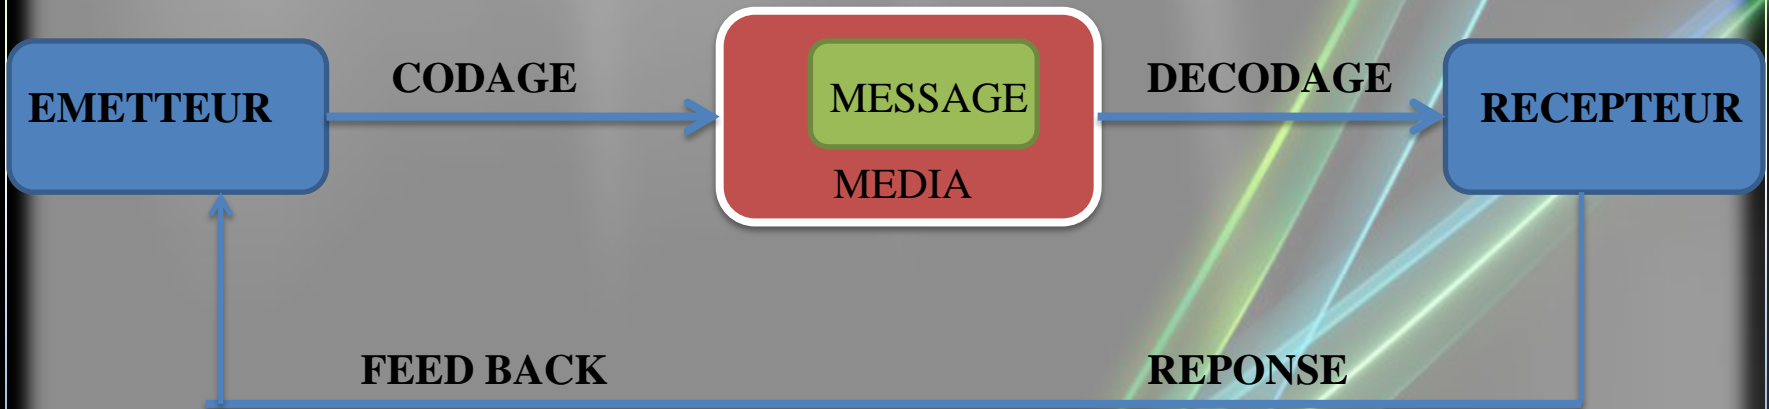 CODAGE
DECODAGE
EMETTEUR
MESSAGE
RECEPTEUR
MEDIA
FEED BACK
REPONSE